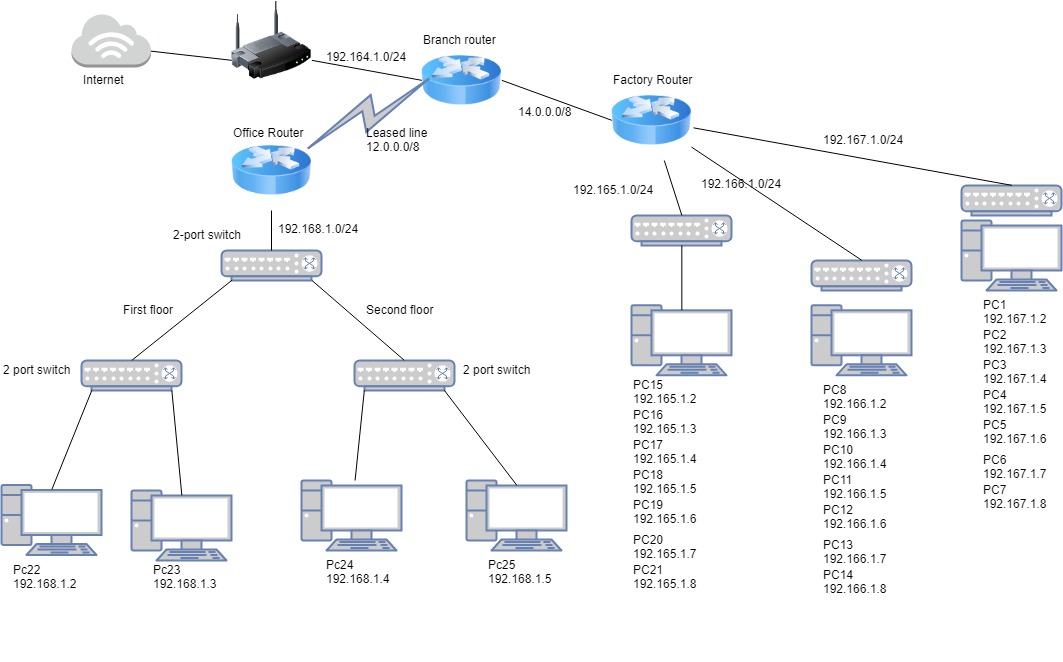 Branch router
192.164.1.0/24
Internet
Factory Router
14.0.0.0/8
Office Router
Leased line
12.0.0.0/8
192.167.1.0/24
192.165.1.0/24
192.166.1.0/24
2-port switch
192.168.1.0/24
First floor
Second floor
2 port switch
2 port switch
Pc22
192.168.1.2
Pc23
192.168.1.3
Pc24
192.168.1.4
Pc25
192.168.1.5
PC15
192.165.1.2
PC16
192.165.1.3
PC17
192.165.1.4
PC18
192.165.1.5
PC19
192.165.1.6
PC20
192.165.1.7
PC21
192.165.1.8
PC8
192.166.1.2
PC9
192.166.1.3
PC10
192.166.1.4
PC11
192.166.1.5
PC12
192.166.1.6
PC13
192.166.1.7
PC14
192.166.1.8
PC1
192.167.1.2
PC2
192.167.1.3
PC3
192.167.1.4
PC4
192.167.1.5
PC5
192.167.1.6
PC6
192.167.1.7
PC7
192.167.1.8